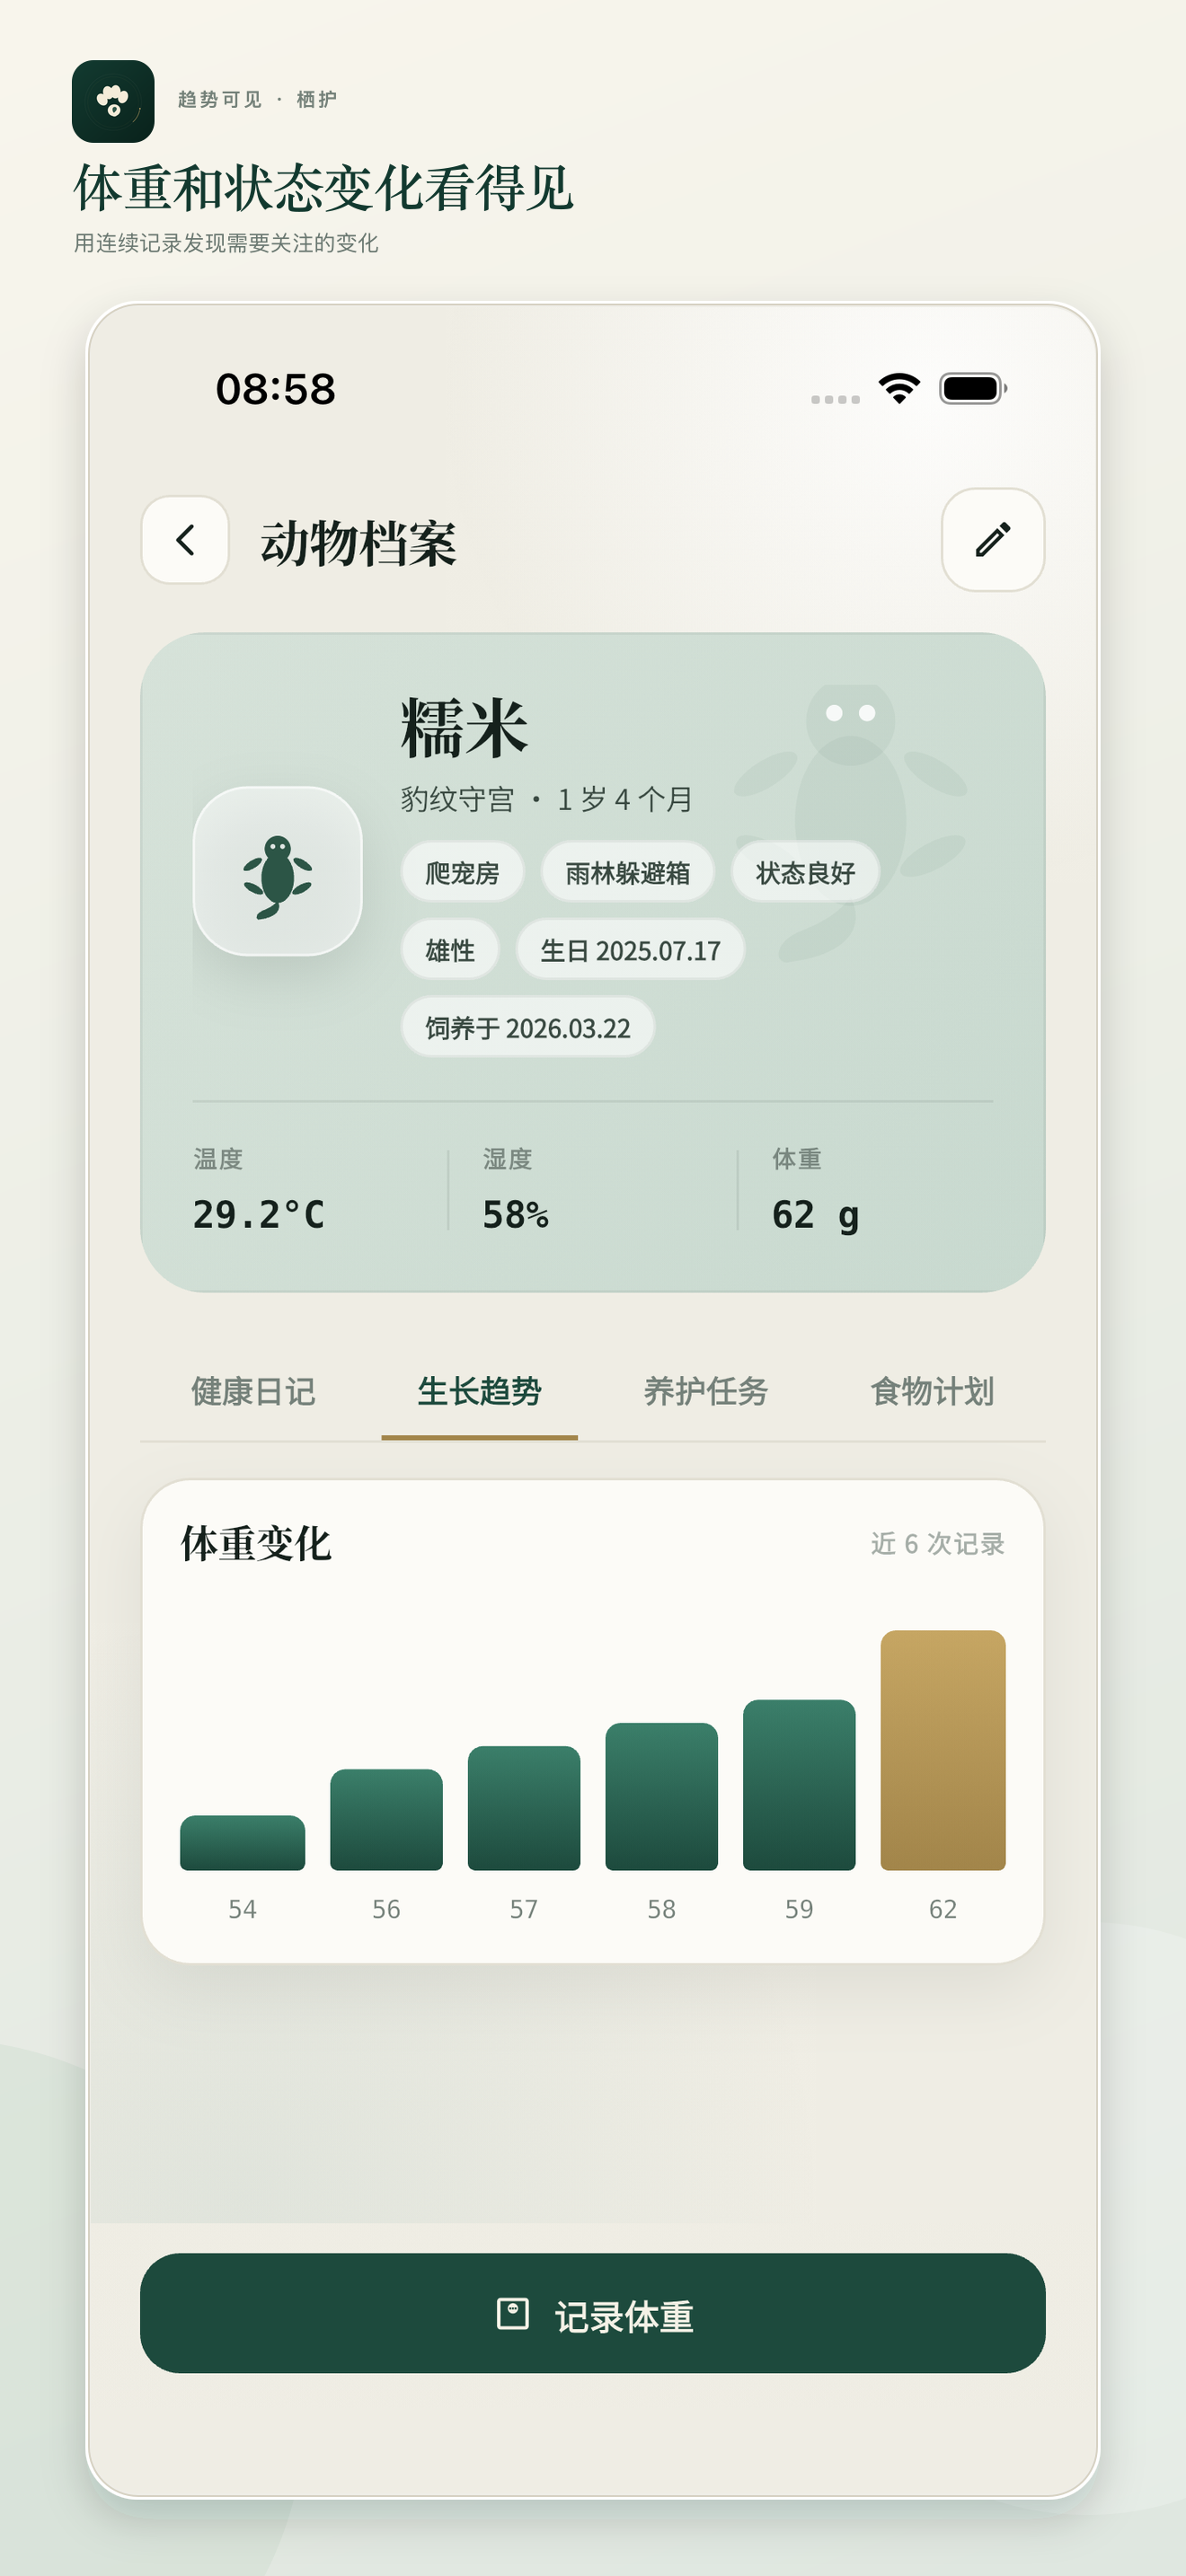 趋势可见 · 栖护
体重和状态变化看得见
用连续记录发现需要关注的变化
08:58
动物档案
糯米
豹纹守宫 · 1 岁 4 个月
爬宠房 雨林躲避箱 状态良好
雄性 生日 2025.07.17
饲养于 2026.03.22
温度 湿度 体重
29.2°C 58% 62 g
健康日记 生长趋势 养护任务 食物计划
体重变化 近 6 次记录
54 56 57 58 59 62
记录体重